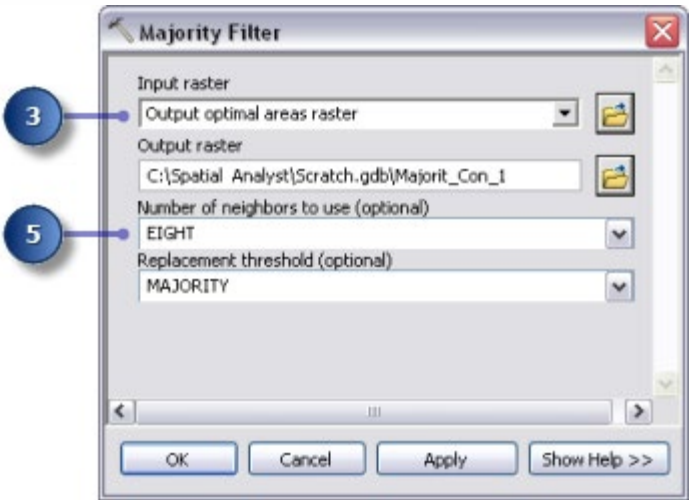 Majority Filter
Input raster
3
Output optimal areas raster
Output raster
C:\Spatial Analyst\Scratch.gdb\Majorit_Con_1
Number of neighbors to use (optional)
5
EIGHT
Replacement threshold (optional)
MAJORITY
OK
Cancel
Apply
Show Help >>